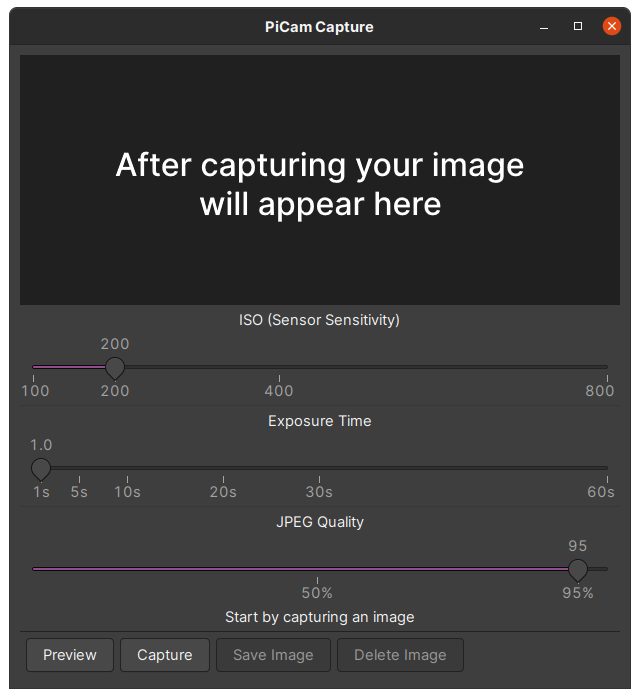 PiCam Capture
After capturing your image
will appear here
ISO (Sensor Sensitivity)
200
100 200 400 800
Exposure Time
1.0
1s 5s 10s 20s 30s 60s
JPEG Quality
95
50% 95%
Start by capturing an image
Preview Capture Save Image Delete Image